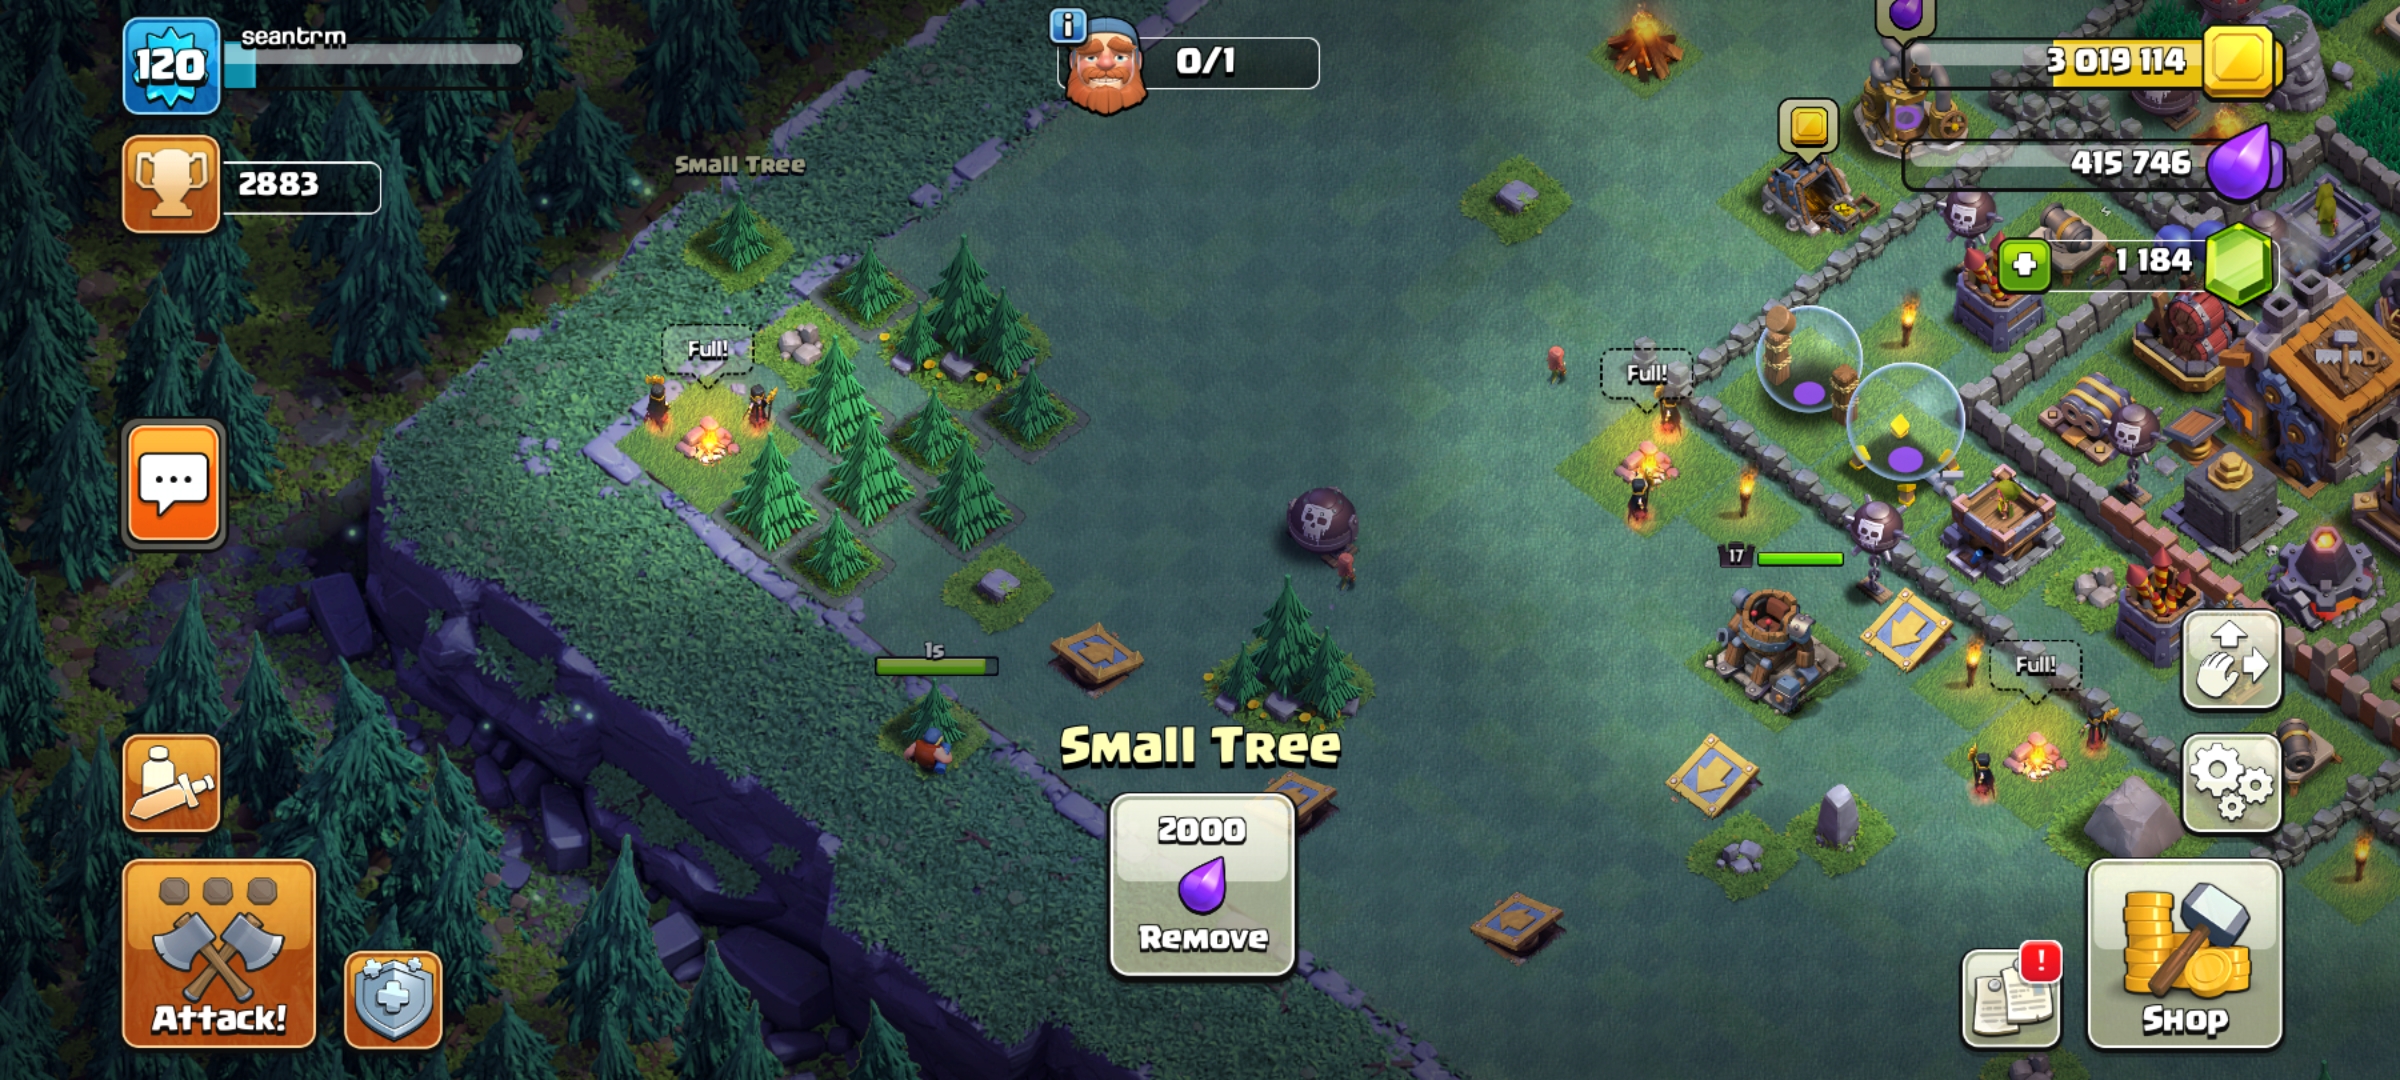 120
seantrm
i
0/1
3 019 114
Small Tree
2883
415 746
1 184
Full!
Full!
17
1s
Full!
Small Tree
2000
Remove
Attack!
!
Shop